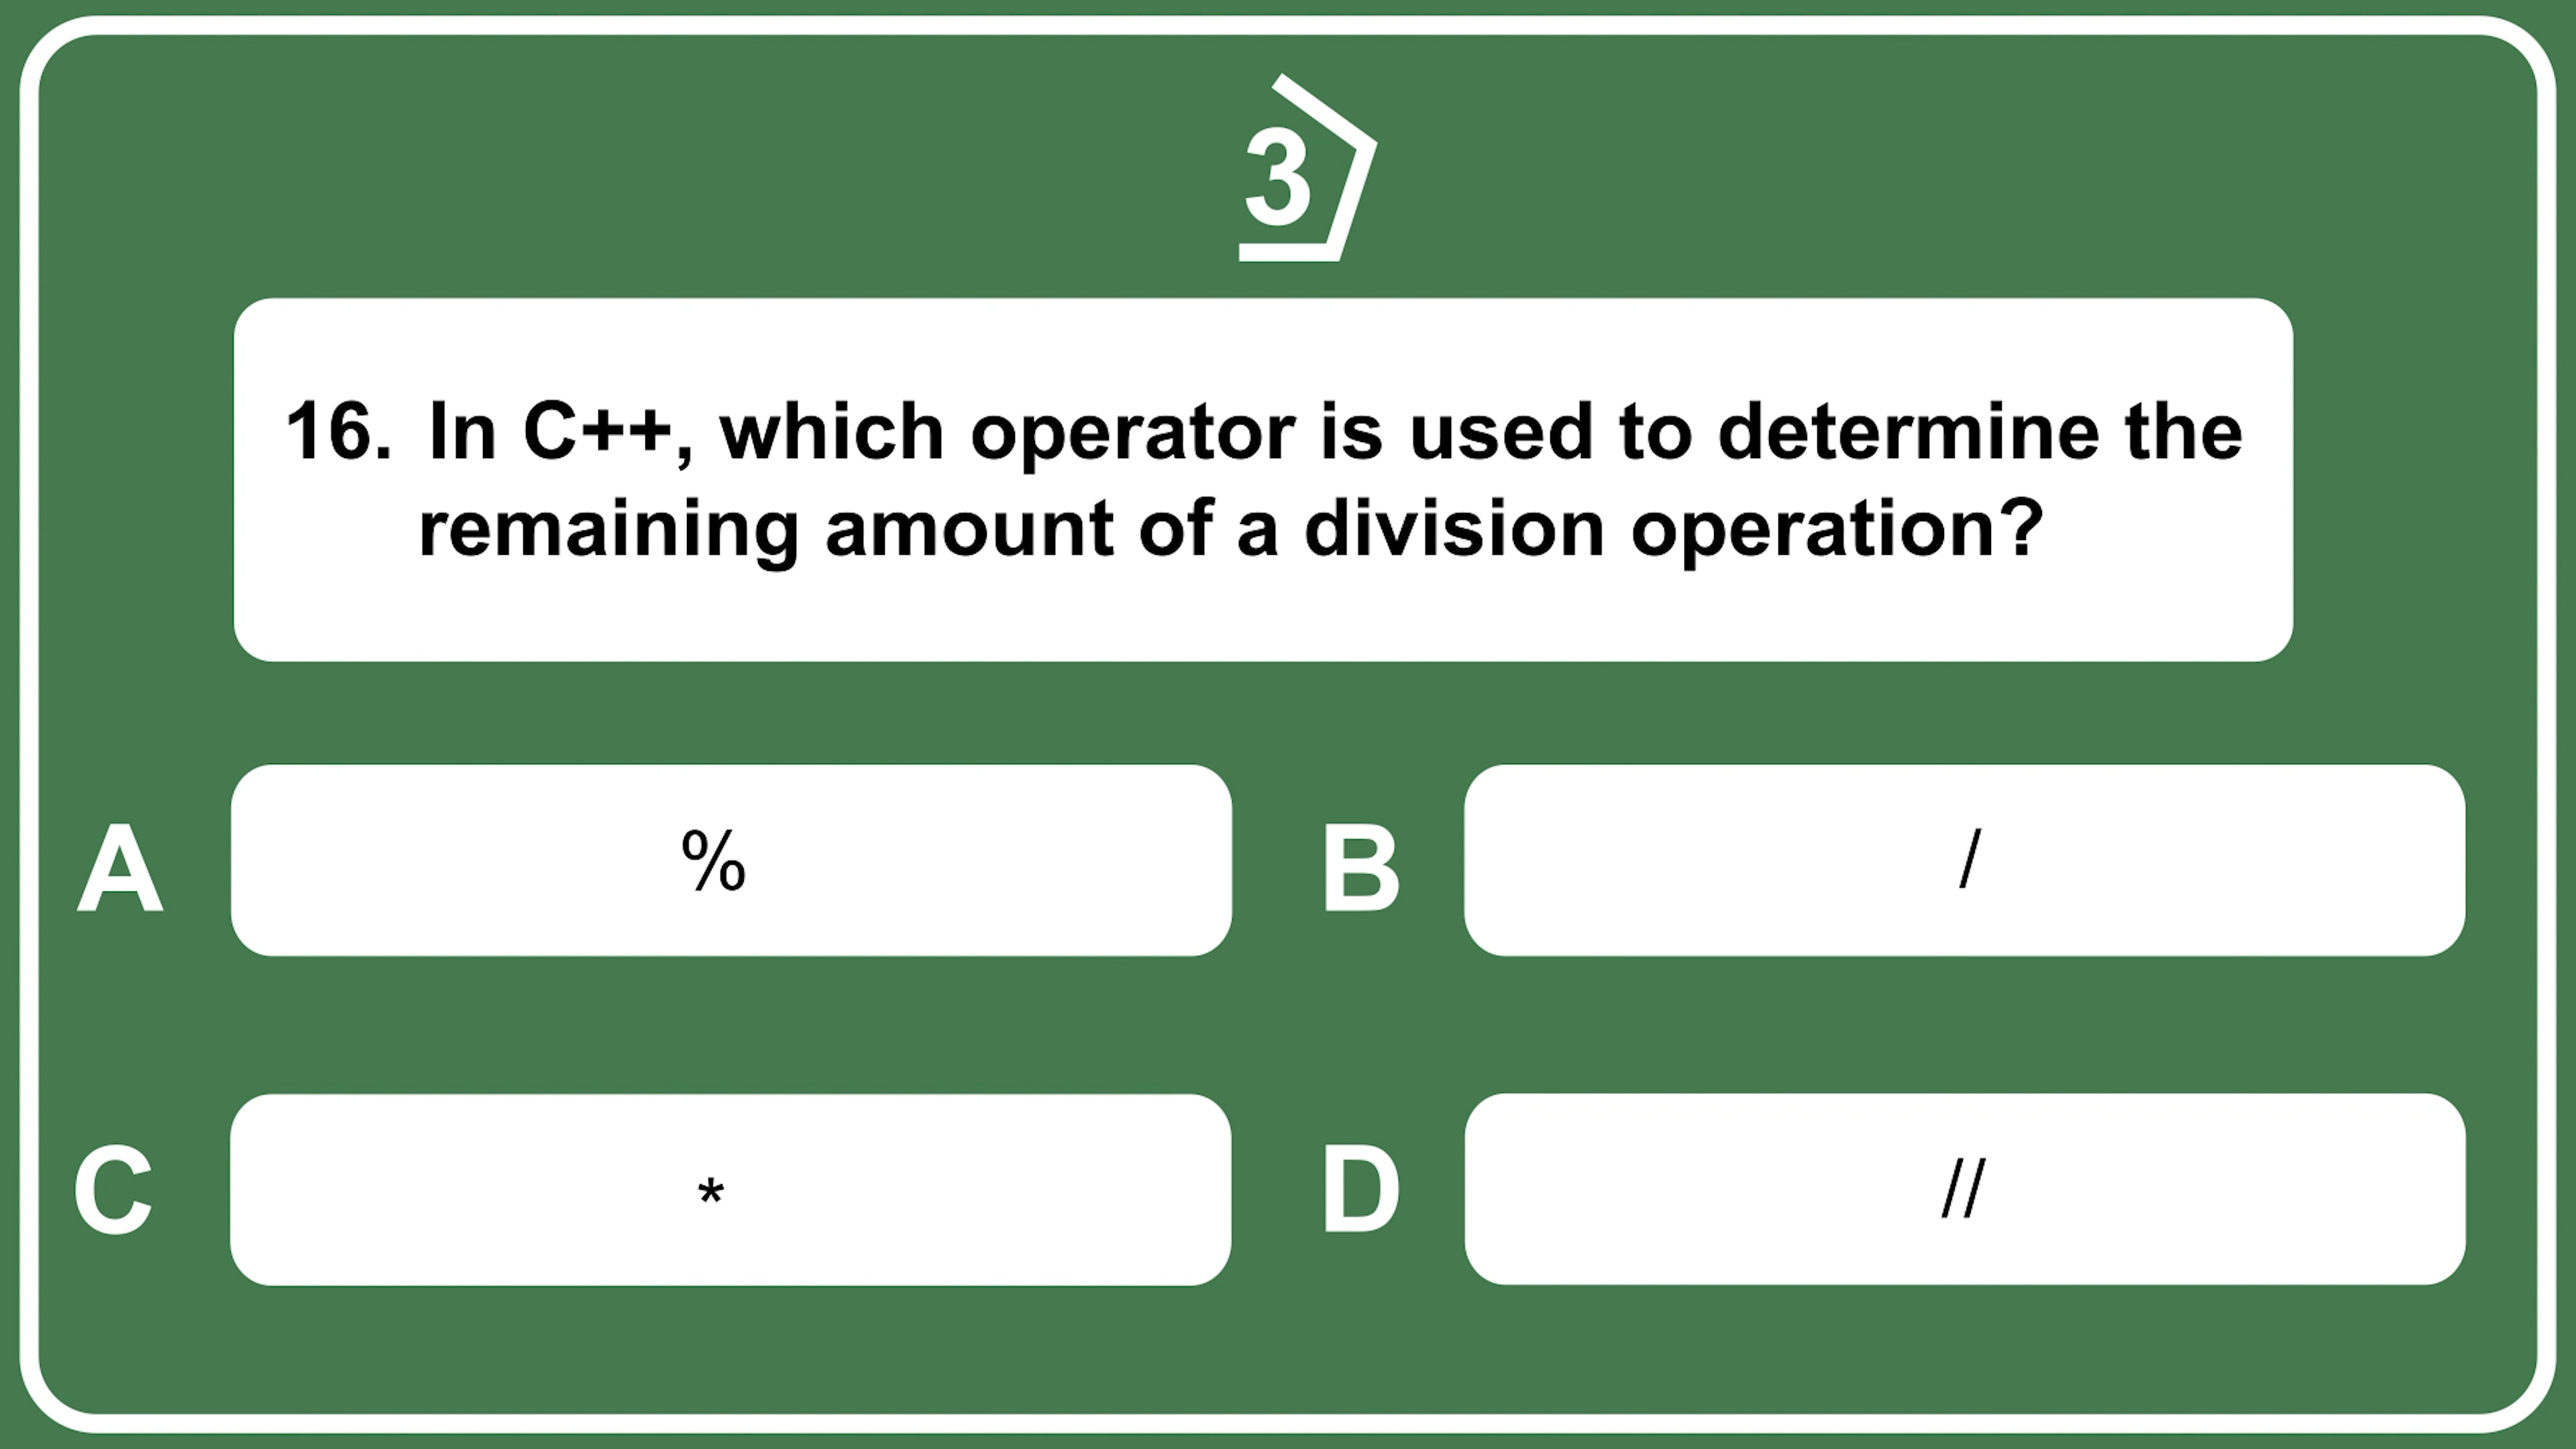 3
16. In C++, which operator is used to determine the
remaining amount of a division operation?
A
%
B
/
C
*
D
//